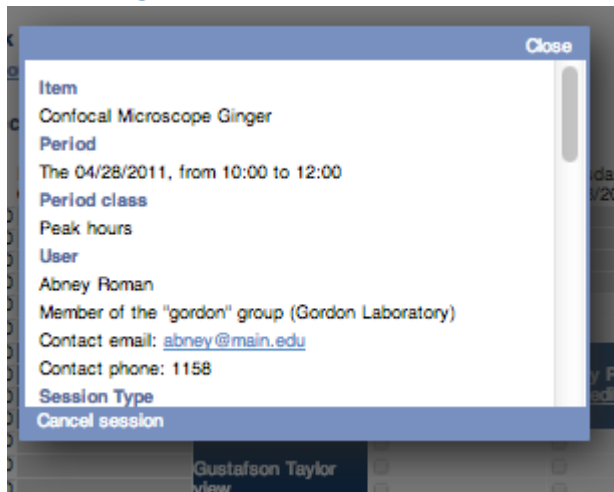 Close
Item
Confocal Microscope Ginger
Period
The 04/28/2011, from 10:00 to 12:00
Period class
Peak hours
User
Abney Roman
Member of the "gordon" group (Gordon Laboratory)
Contact email: abney@main.edu
Contact phone: 1158
Session Type
Cancel session
Gustafson Taylor
view